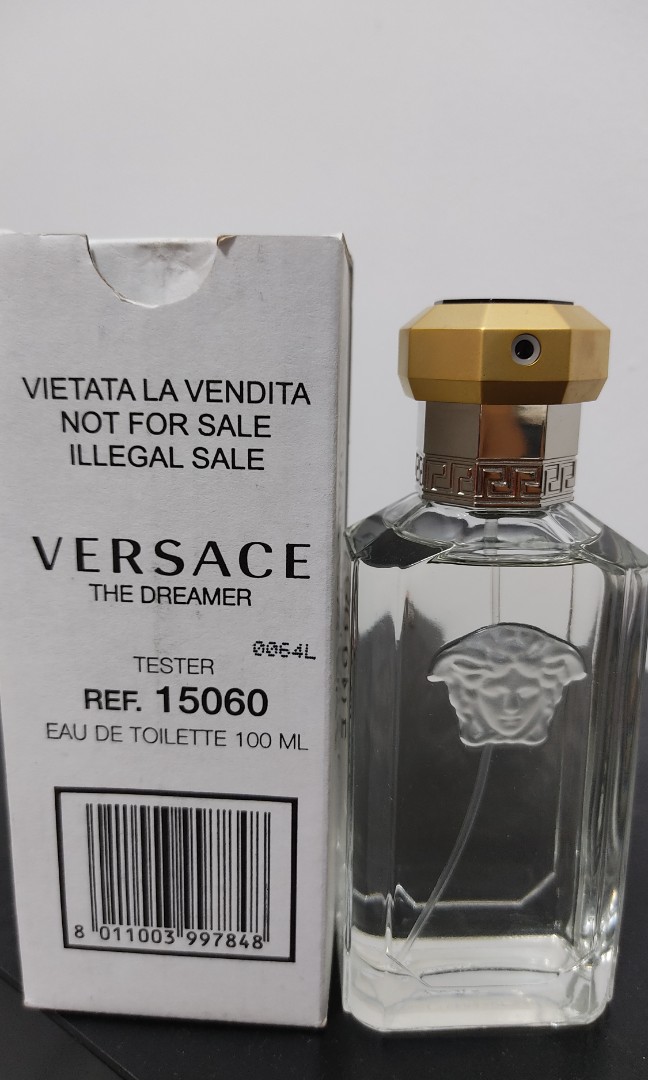 VIETATA LA VENDITA
NOT FOR SALE
ILLEGAL SALE
VERSACE
THE DREAMER
0064L
TESTER
REF. 15060
EAU DE TOILETTE 100 ML
8 011003 997848